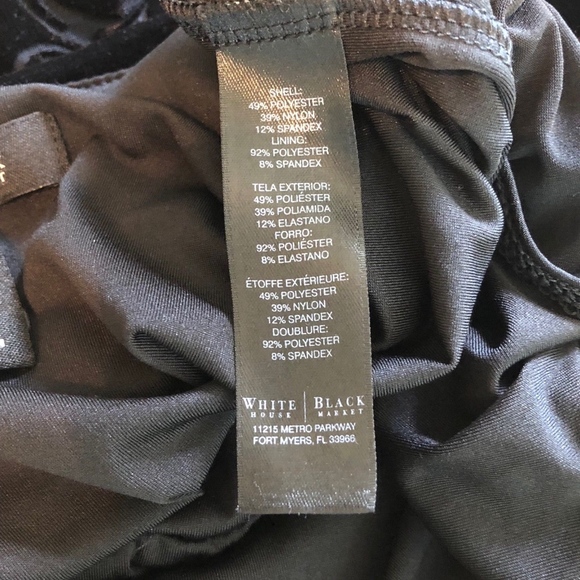 SHELL:
49% POLYESTER
39% NYLON
12% SPANDEX
LINING:
92% POLYESTER
8% SPANDEX
TELA EXTERIOR:
49% POLIÉSTER
39% POLIAMIDA
12% ELASTANO
FORRO:
92% POLIÉSTER
8% ELASTANO
ÉTOFFE EXTÉRIEURE:
49% POLYESTER
39% NYLON
12% SPANDEX
DOUBLURE:
92% POLYESTER
8% SPANDEX
WHITE | BLACK
HOUSE | MARKET
11215 METRO PARKWAY
FORT MYERS, FL 33966